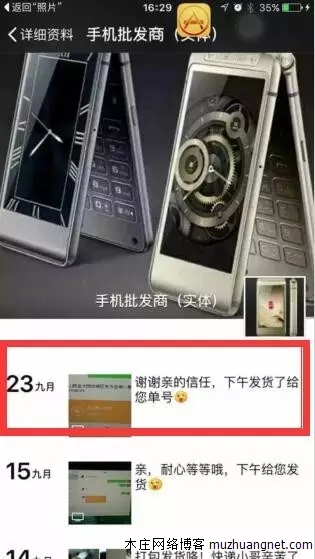 返回“照片”
16:29
35%
详细资料
手机批发商（实体）
手机批发商（实体）
23九月
谢谢亲的信任，下午发货了给
您单号😵
15九月
亲，耐心等等哦，下午给您发
货😵
打包发货咯！快递小哥辛苦了
木庄网络博客 muzhuangnet.com